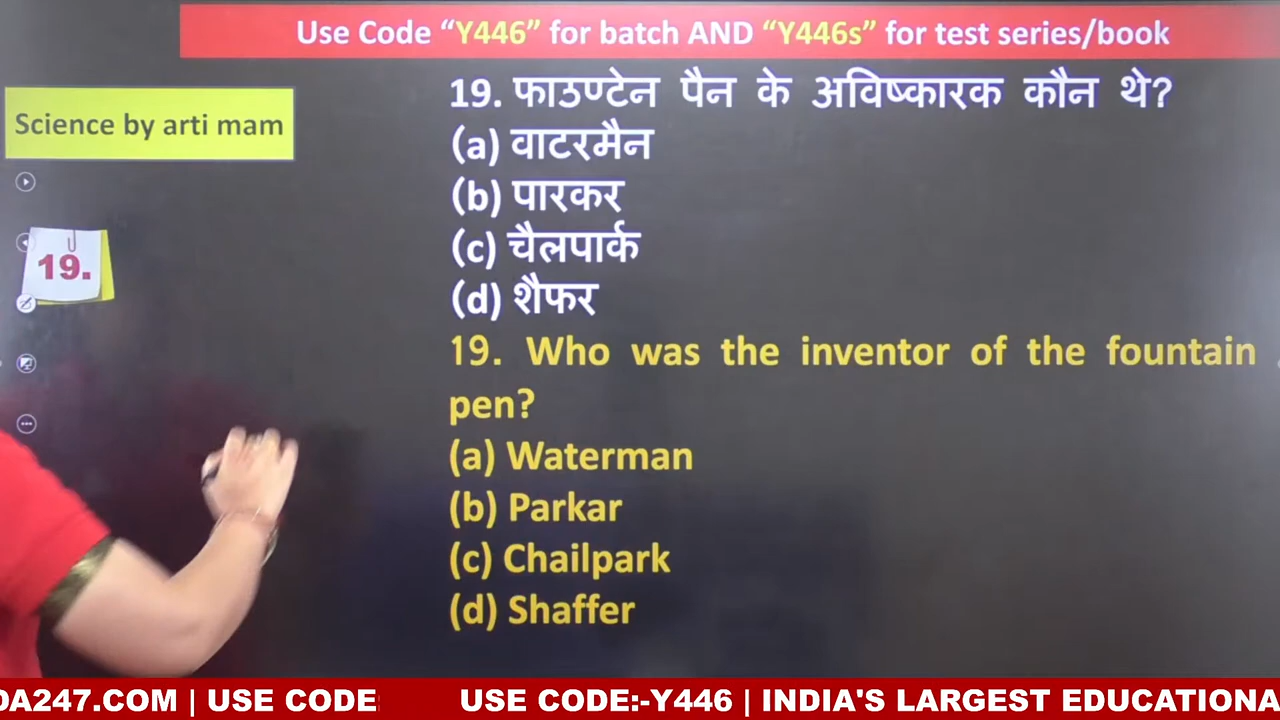 Use Code “Y446” for batch AND “Y446s” for test series/book
Science by arti mam
19.
19. फाउण्टेन पैन के अविष्कारक कौन थे?
(a) वाटरमैन
(b) पारकर
(c) चैलपार्क
(d) शैफर
19. Who was the inventor of the fountain
pen?
(a) Waterman
(b) Parkar
(c) Chailpark
(d) Shaffer
DA247.COM | USE CODE USE CODE:-Y446 | INDIA'S LARGEST EDUCATIONA